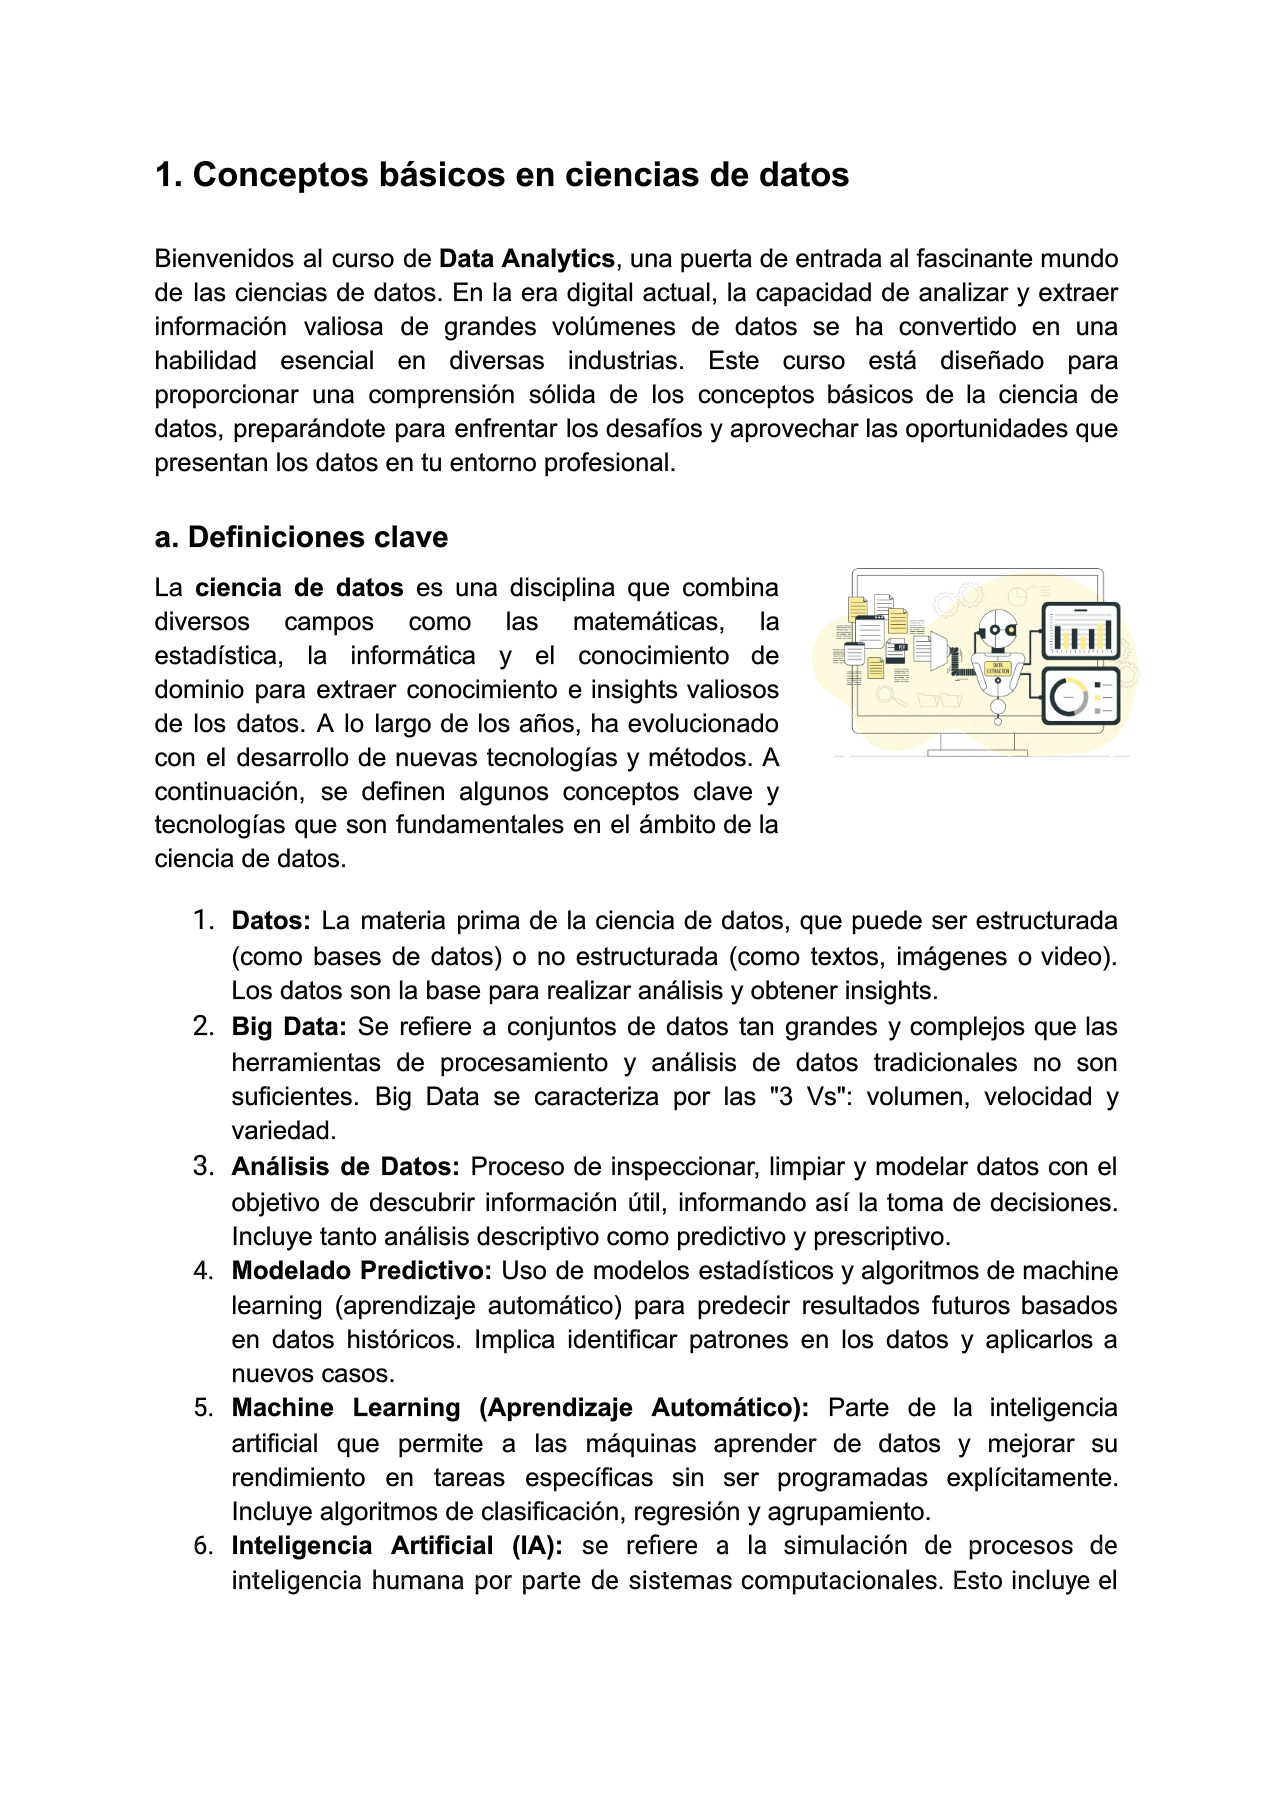 1. Conceptos básicos en ciencias de datos
Bienvenidos al curso de Data Analytics, una puerta de entrada al fascinante mundo
de las ciencias de datos. En la era digital actual, la capacidad de analizar y extraer
información valiosa de grandes volúmenes de datos se ha convertido en una
habilidad esencial en diversas industrias. Este curso está diseñado para
proporcionar una comprensión sólida de los conceptos básicos de la ciencia de
datos, preparándote para enfrentar los desafíos y aprovechar las oportunidades que
presentan los datos en tu entorno profesional.
a. Definiciones clave
La ciencia de datos es una disciplina que combina
diversos campos como las matemáticas, la
estadística, la informática y el conocimiento de
dominio para extraer conocimiento e insights valiosos
de los datos. A lo largo de los años, ha evolucionado
con el desarrollo de nuevas tecnologías y métodos. A
continuación, se definen algunos conceptos clave y
tecnologías que son fundamentales en el ámbito de la
ciencia de datos.
PDF
DATA
EXTRACTION
1. Datos: La materia prima de la ciencia de datos, que puede ser estructurada
(como bases de datos) o no estructurada (como textos, imágenes o video).
Los datos son la base para realizar análisis y obtener insights.
2. Big Data: Se refiere a conjuntos de datos tan grandes y complejos que las
herramientas de procesamiento y análisis de datos tradicionales no son
suficientes. Big Data se caracteriza por las "3 Vs": volumen, velocidad y
variedad.
3. Análisis de Datos: Proceso de inspeccionar, limpiar y modelar datos con el
objetivo de descubrir información útil, informando así la toma de decisiones.
Incluye tanto análisis descriptivo como predictivo y prescriptivo.
4. Modelado Predictivo: Uso de modelos estadísticos y algoritmos de machine
learning (aprendizaje automático) para predecir resultados futuros basados
en datos históricos. Implica identificar patrones en los datos y aplicarlos a
nuevos casos.
5. Machine Learning (Aprendizaje Automático): Parte de la inteligencia
artificial que permite a las máquinas aprender de datos y mejorar su
rendimiento en tareas específicas sin ser programadas explícitamente.
Incluye algoritmos de clasificación, regresión y agrupamiento.
6. Inteligencia Artificial (IA): se refiere a la simulación de procesos de
inteligencia humana por parte de sistemas computacionales. Esto incluye el